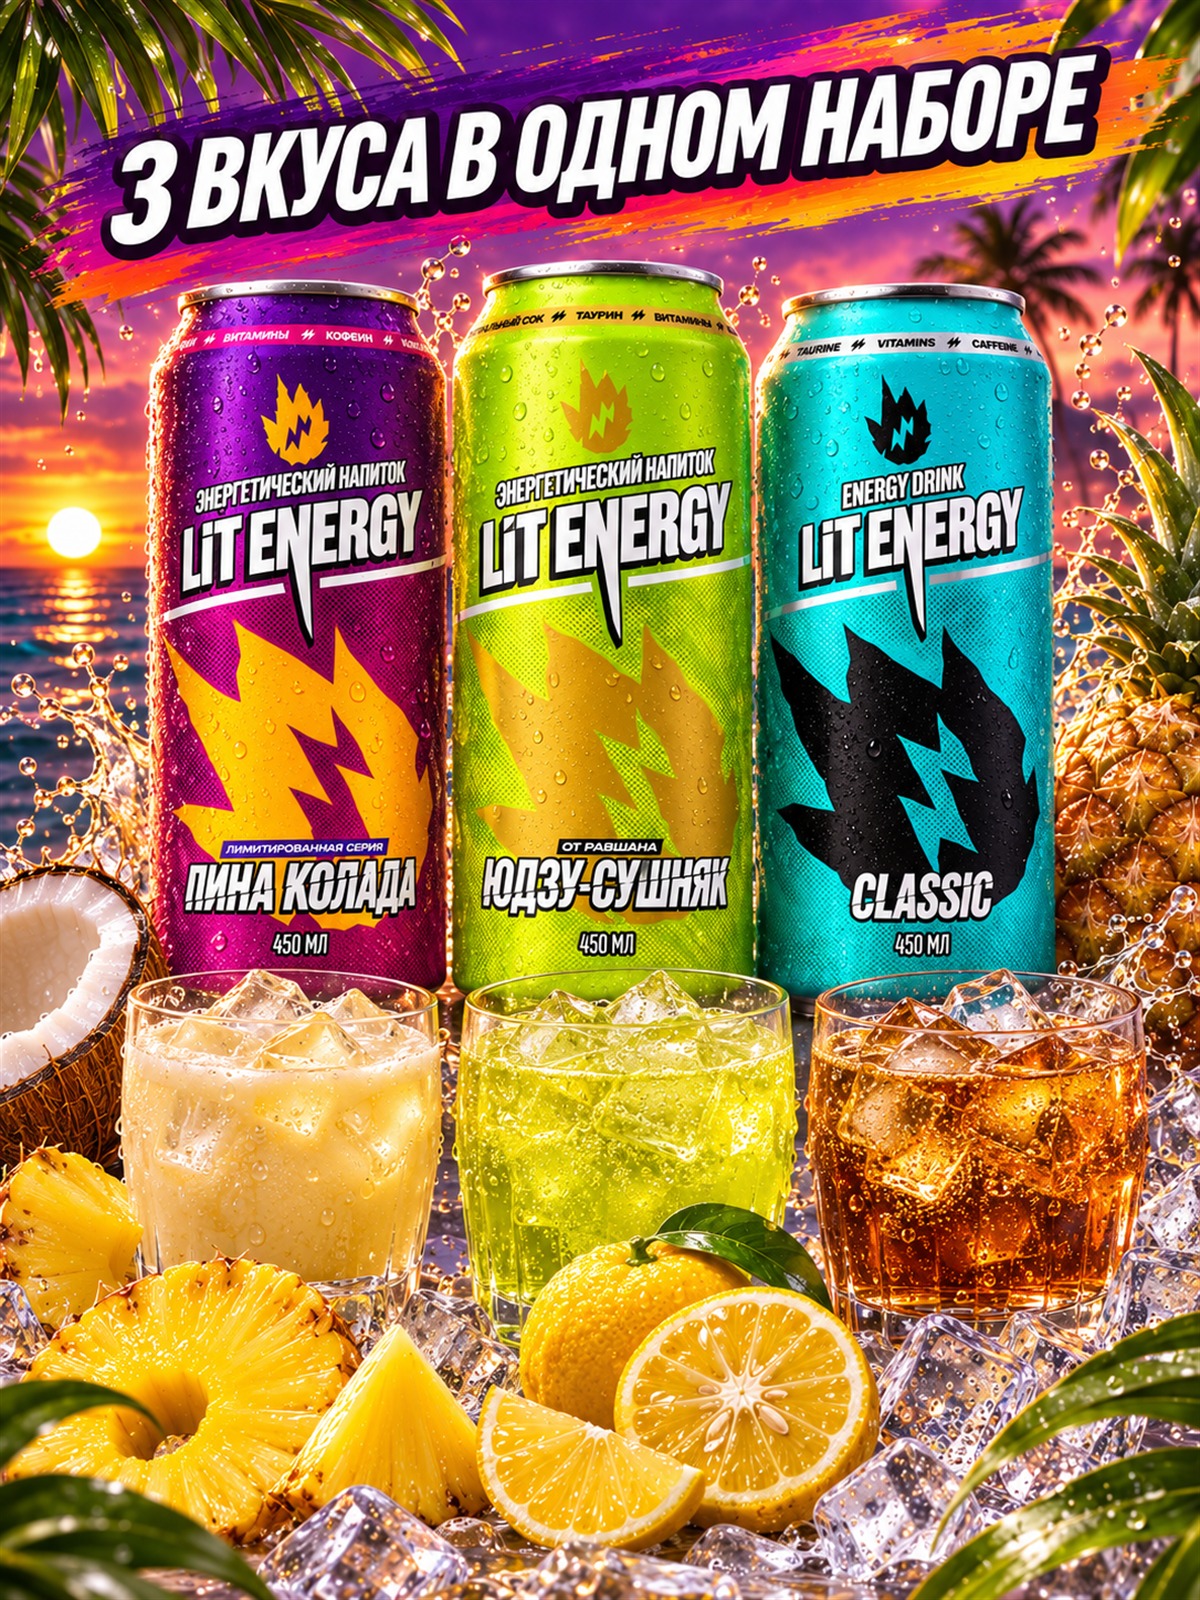 3 ВКУСА В ОДНОМ НАБОРЕ
ВИТАМИНЫ КОФЕИН
ЭНЕРГЕТИЧЕСКИЙ НАПИТОК
LIT ENERGY
ЛИМИТИРОВАННАЯ СЕРИЯ
ПИНА КОЛАДА
450 МЛ
СОК ТАУРИН ВИТАМИНЫ
ЭНЕРГЕТИЧЕСКИЙ НАПИТОК
LIT ENERGY
ОТ РАВШАНА
ЮДЗУ-СУШНЯК
450 МЛ
TAURINE VITAMINS CAFFEINE
ENERGY DRINK
LIT ENERGY
CLASSIC
450 МЛ